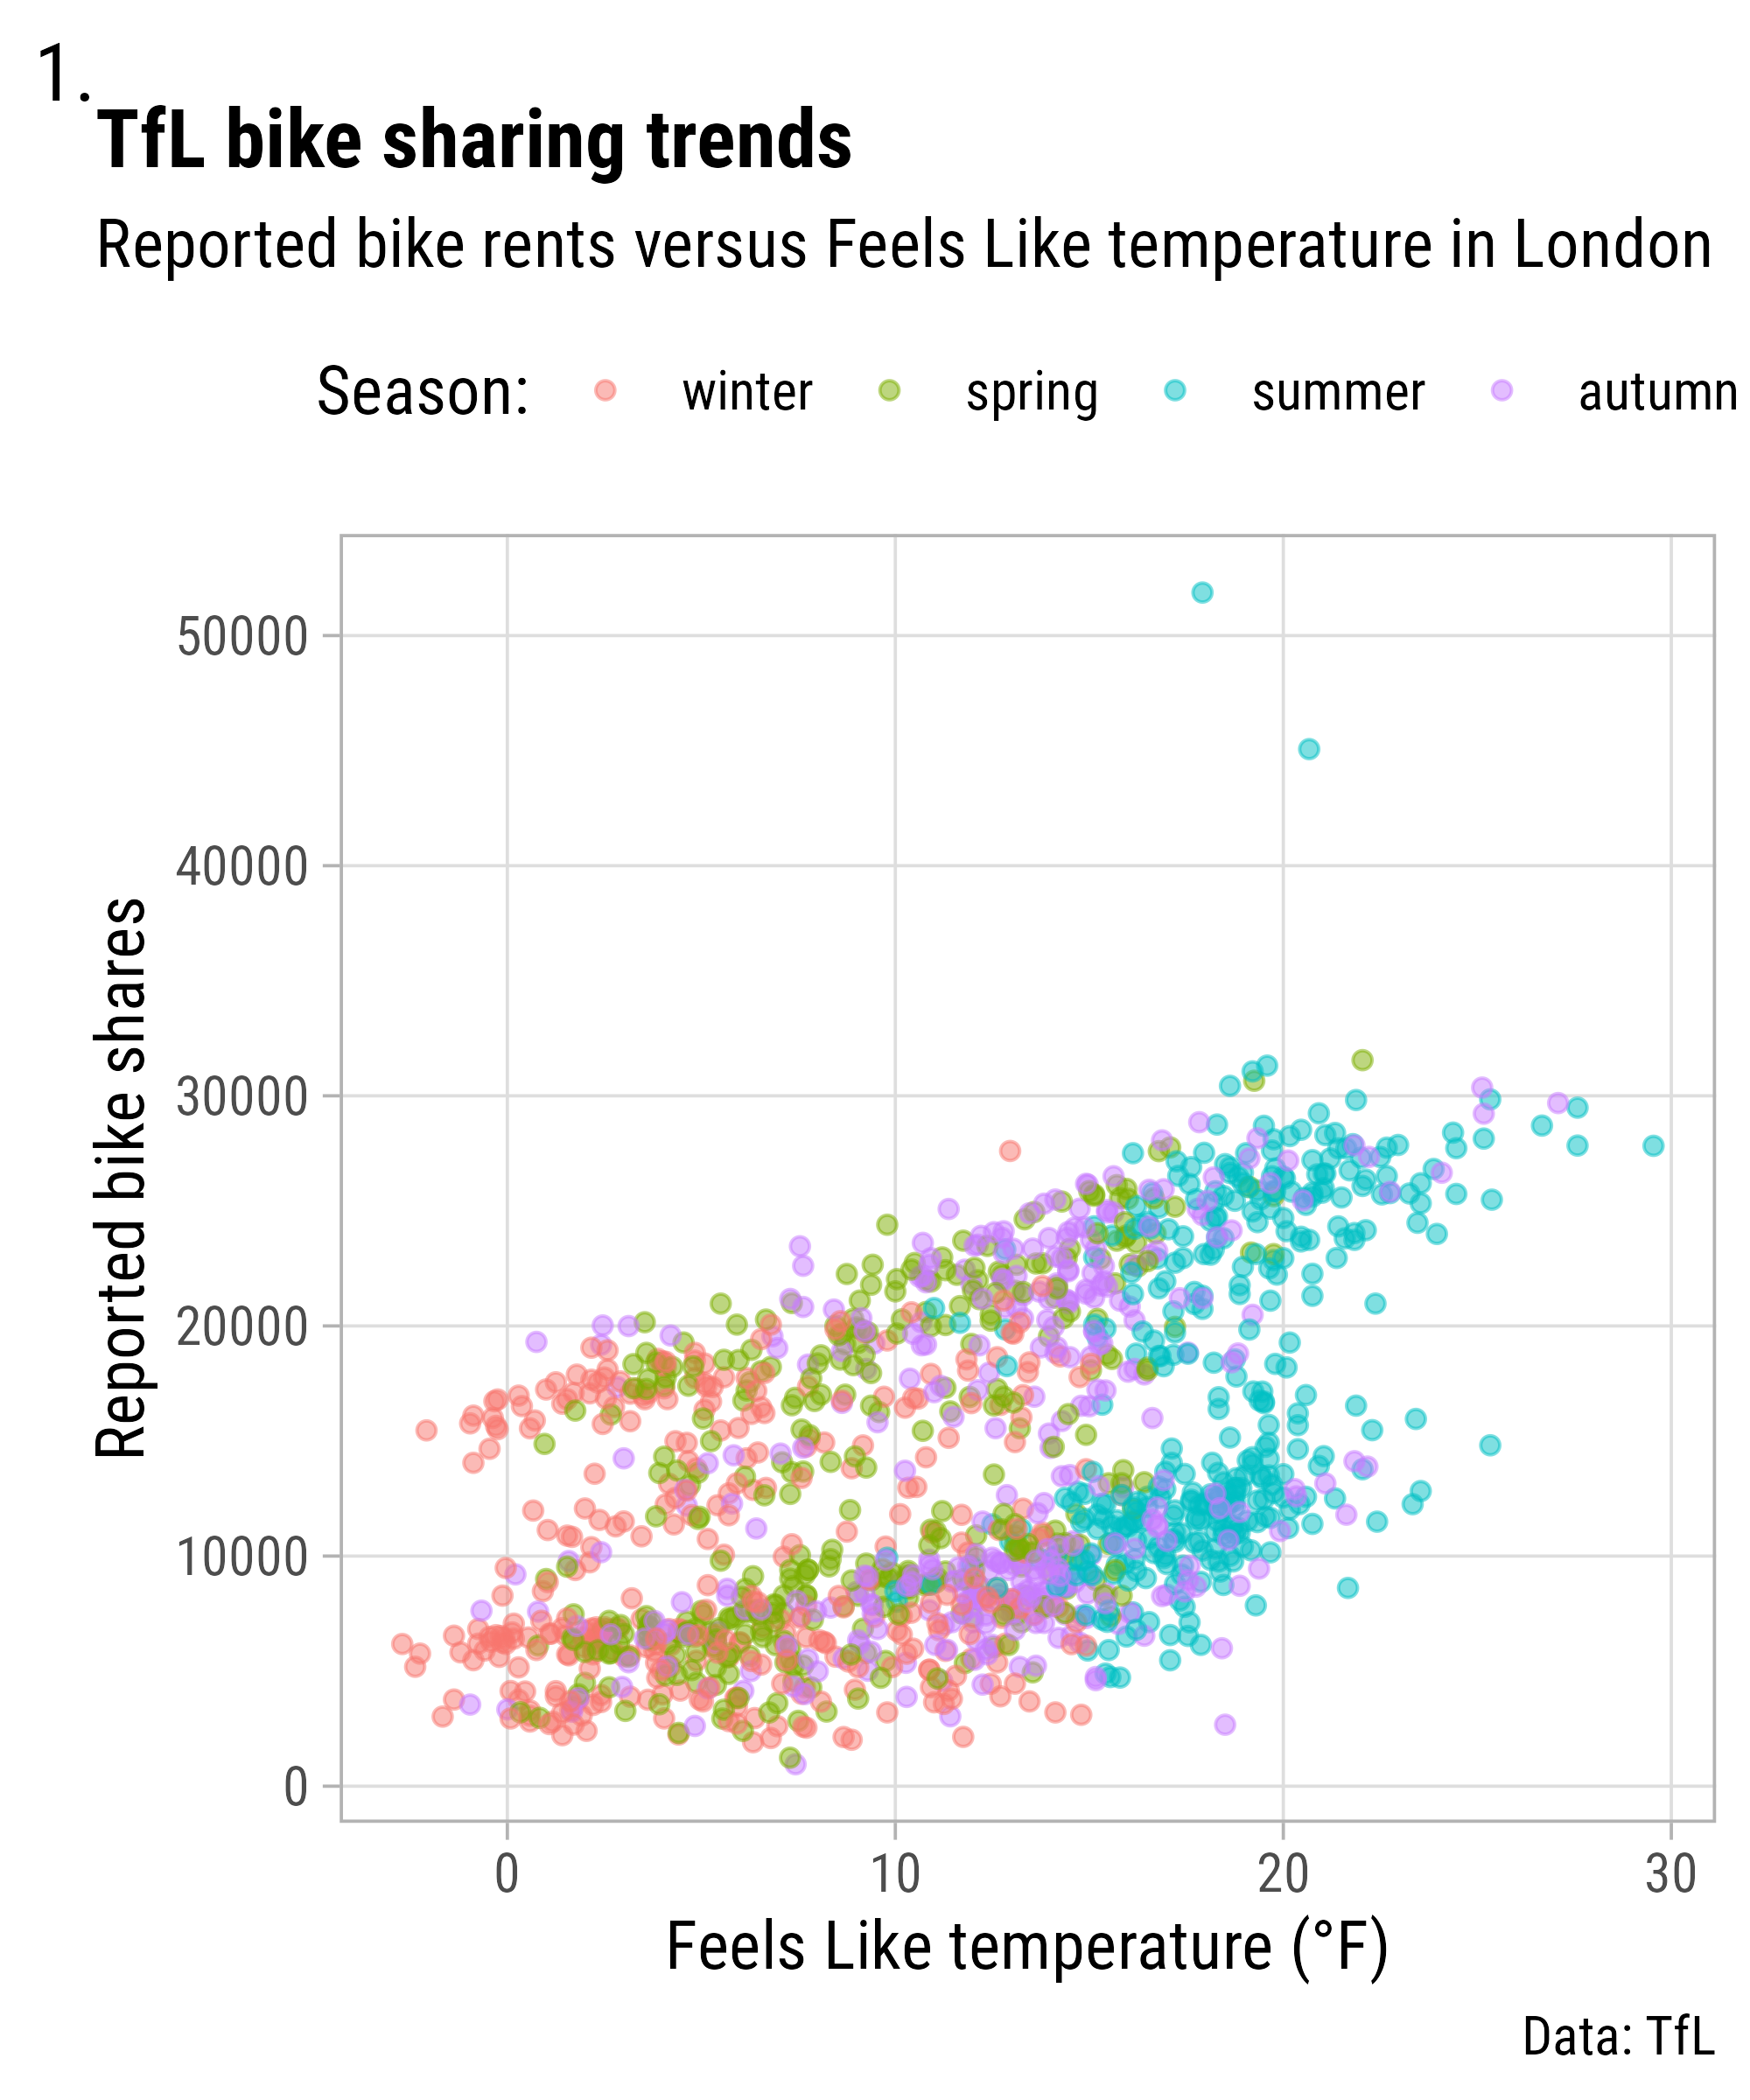 1.
TfL bike sharing trends
Reported bike rents versus Feels Like temperature in London
Season: winter spring summer autumn
50000
40000
30000
20000
10000
0
Reported bike shares
0 10 20 30
Feels Like temperature (°F)
Data: TfL